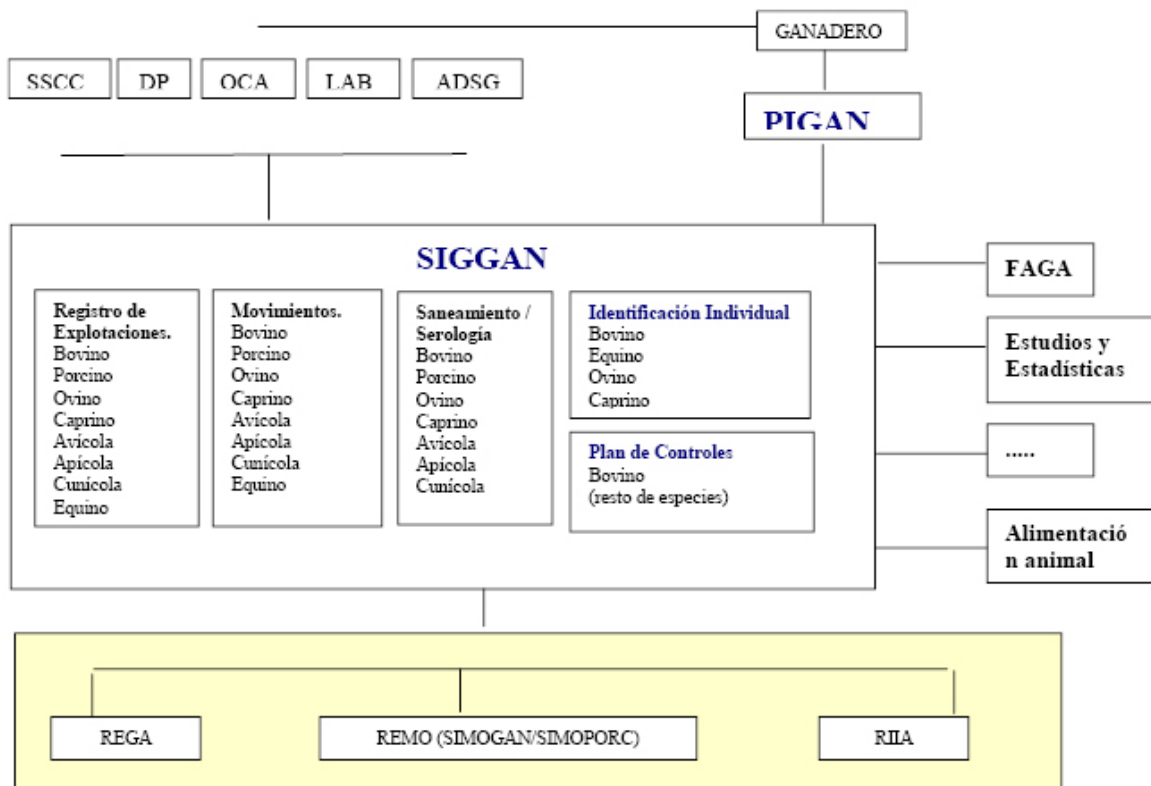 GANADERO
SSCC
DP
OCA
LAB
ADSG
PIGAN
SIGGAN
Registro de
Explotaciones.
Bovino
Porcino
Ovino
Caprino
Avícola
Apícola
Cunícola
Equino
Movimientos.
Bovino
Porcino
Ovino
Caprino
Avícola
Apícola
Cunícola
Equino
Saneamiento /
Serología
Bovino
Porcino
Ovino
Caprino
Avícola
Apícola
Cunícola
Identificación Individual
Bovino
Equino
Ovino
Caprino
Plan de Controles
Bovino
(resto de especies)
FAGA
Estudios y
Estadísticas
.....
Alimentació
n animal
REGA
REMO (SIMOGAN/SIMOPORC)
RIIA